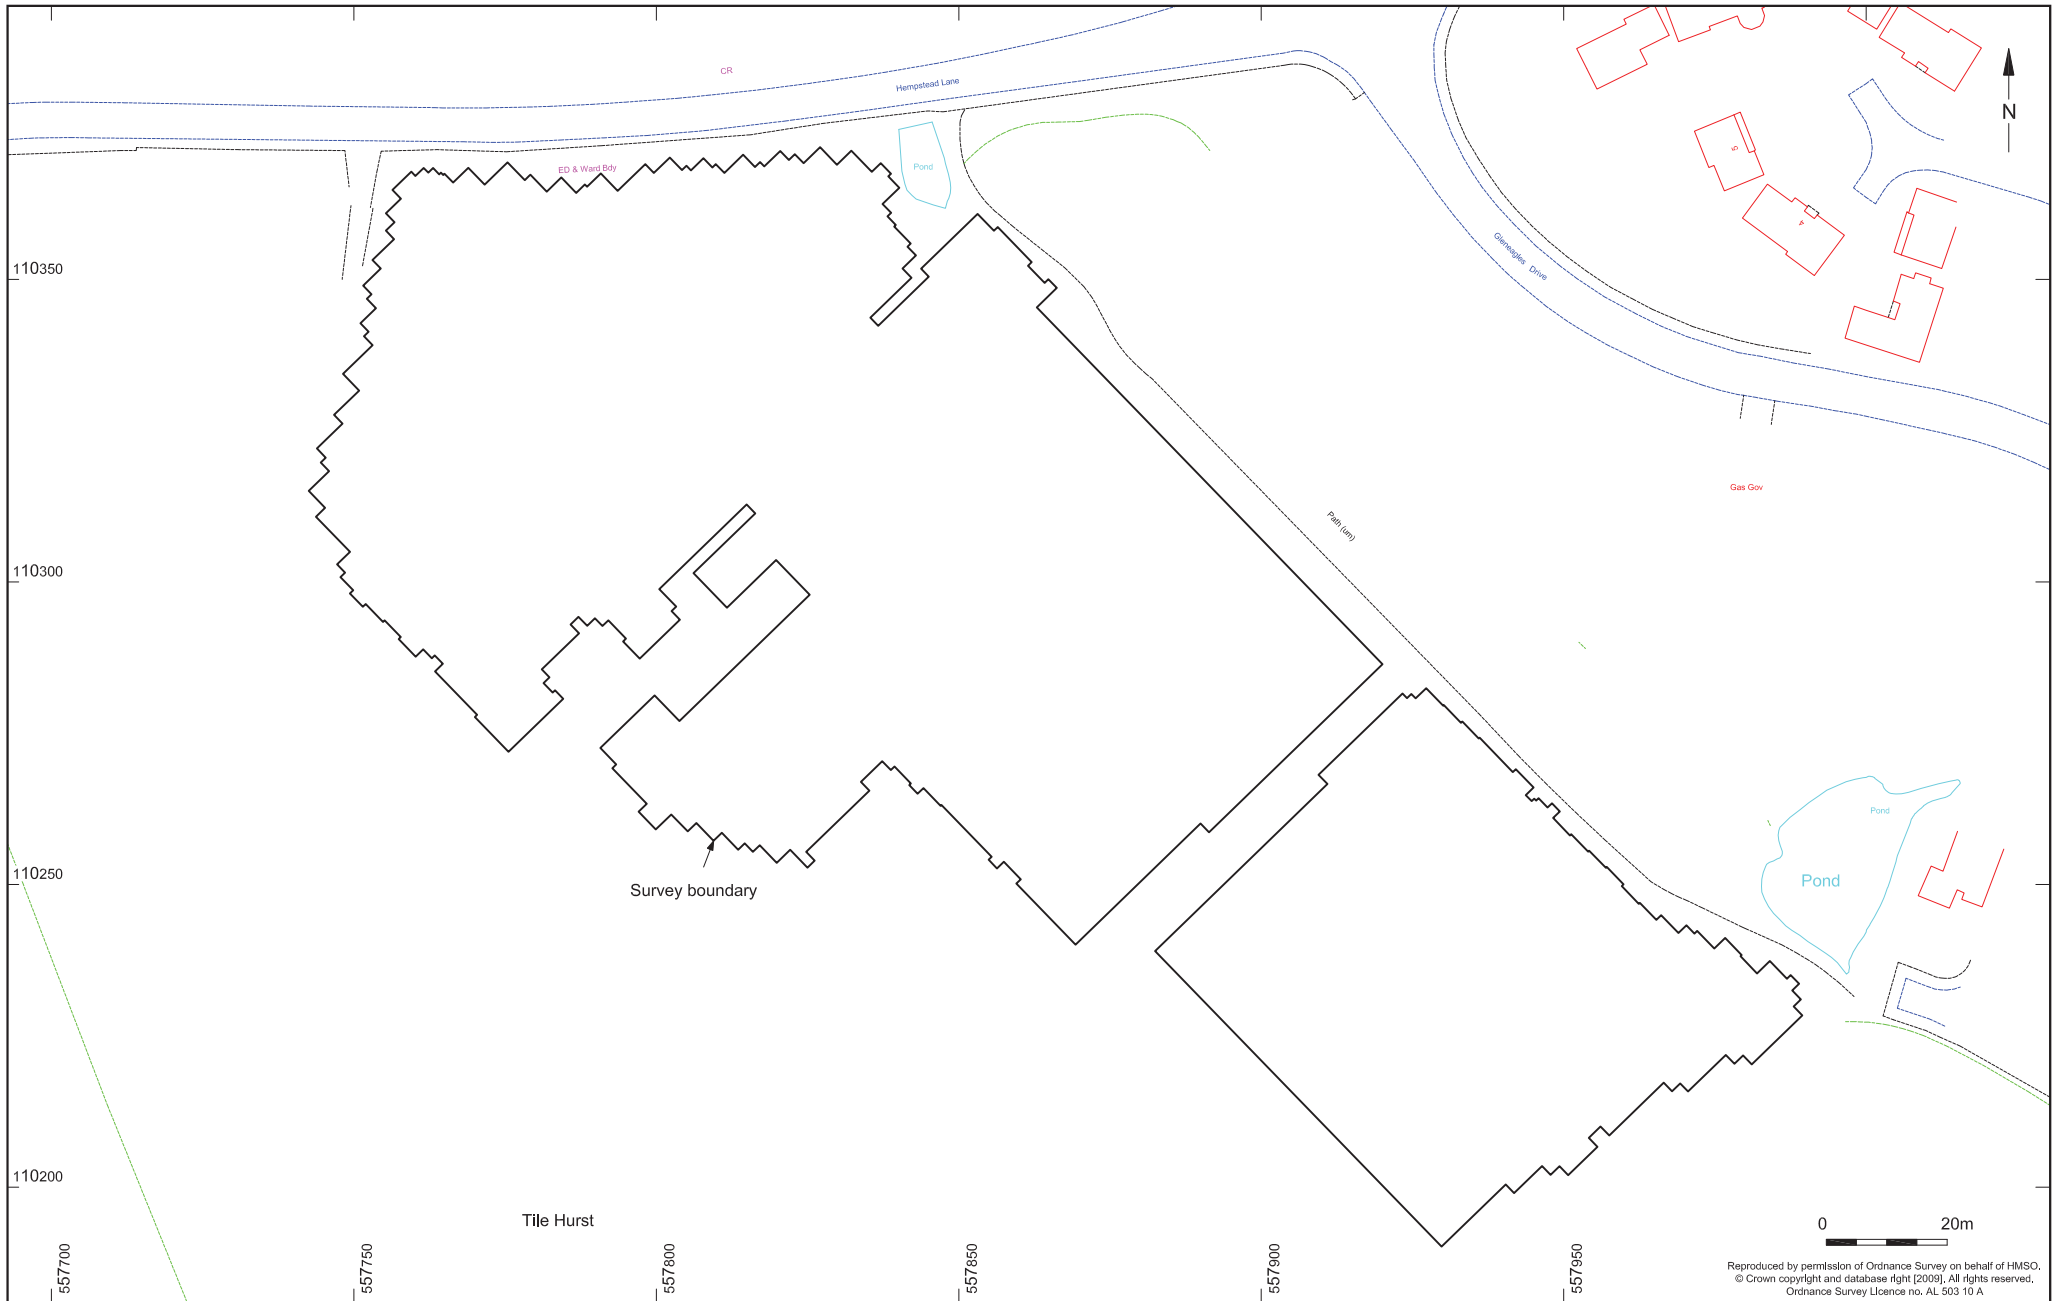 CR
Hempstead Lane
N
ED & Ward Bdy
Pond
5
4
Gleneagles Drive
110350
Gas Gov
Path (um)
110300
Pond
Pond
110250
Survey boundary
110200
Tile Hurst
0 20m
557700
557750
557800
557850
557900
557950
Reproduced by permission of Ordnance Survey on behalf of HMSO.
© Crown copyright and database right [2009]. All rights reserved.
Ordnance Survey Licence no. AL 503 10 A